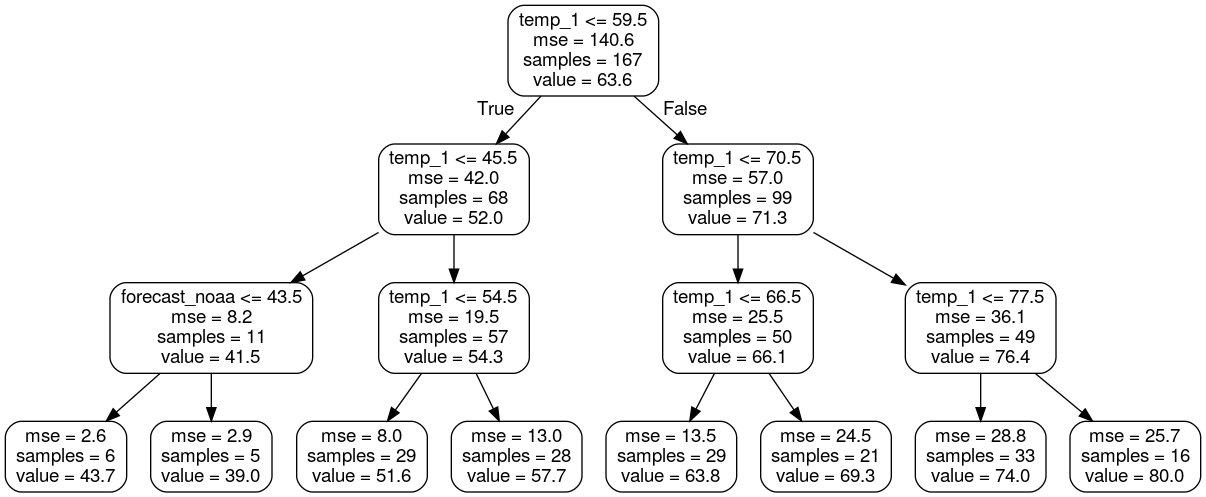 temp_1 <= 59.5
mse = 140.6
samples = 167
value = 63.6
True
False
temp_1 <= 45.5
mse = 42.0
samples = 68
value = 52.0
temp_1 <= 70.5
mse = 57.0
samples = 99
value = 71.3
forecast_noaa <= 43.5
mse = 8.2
samples = 11
value = 41.5
temp_1 <= 54.5
mse = 19.5
samples = 57
value = 54.3
temp_1 <= 66.5
mse = 25.5
samples = 50
value = 66.1
temp_1 <= 77.5
mse = 36.1
samples = 49
value = 76.4
mse = 2.6
samples = 6
value = 43.7
mse = 2.9
samples = 5
value = 39.0
mse = 8.0
samples = 29
value = 51.6
mse = 13.0
samples = 28
value = 57.7
mse = 13.5
samples = 29
value = 63.8
mse = 24.5
samples = 21
value = 69.3
mse = 28.8
samples = 33
value = 74.0
mse = 25.7
samples = 16
value = 80.0